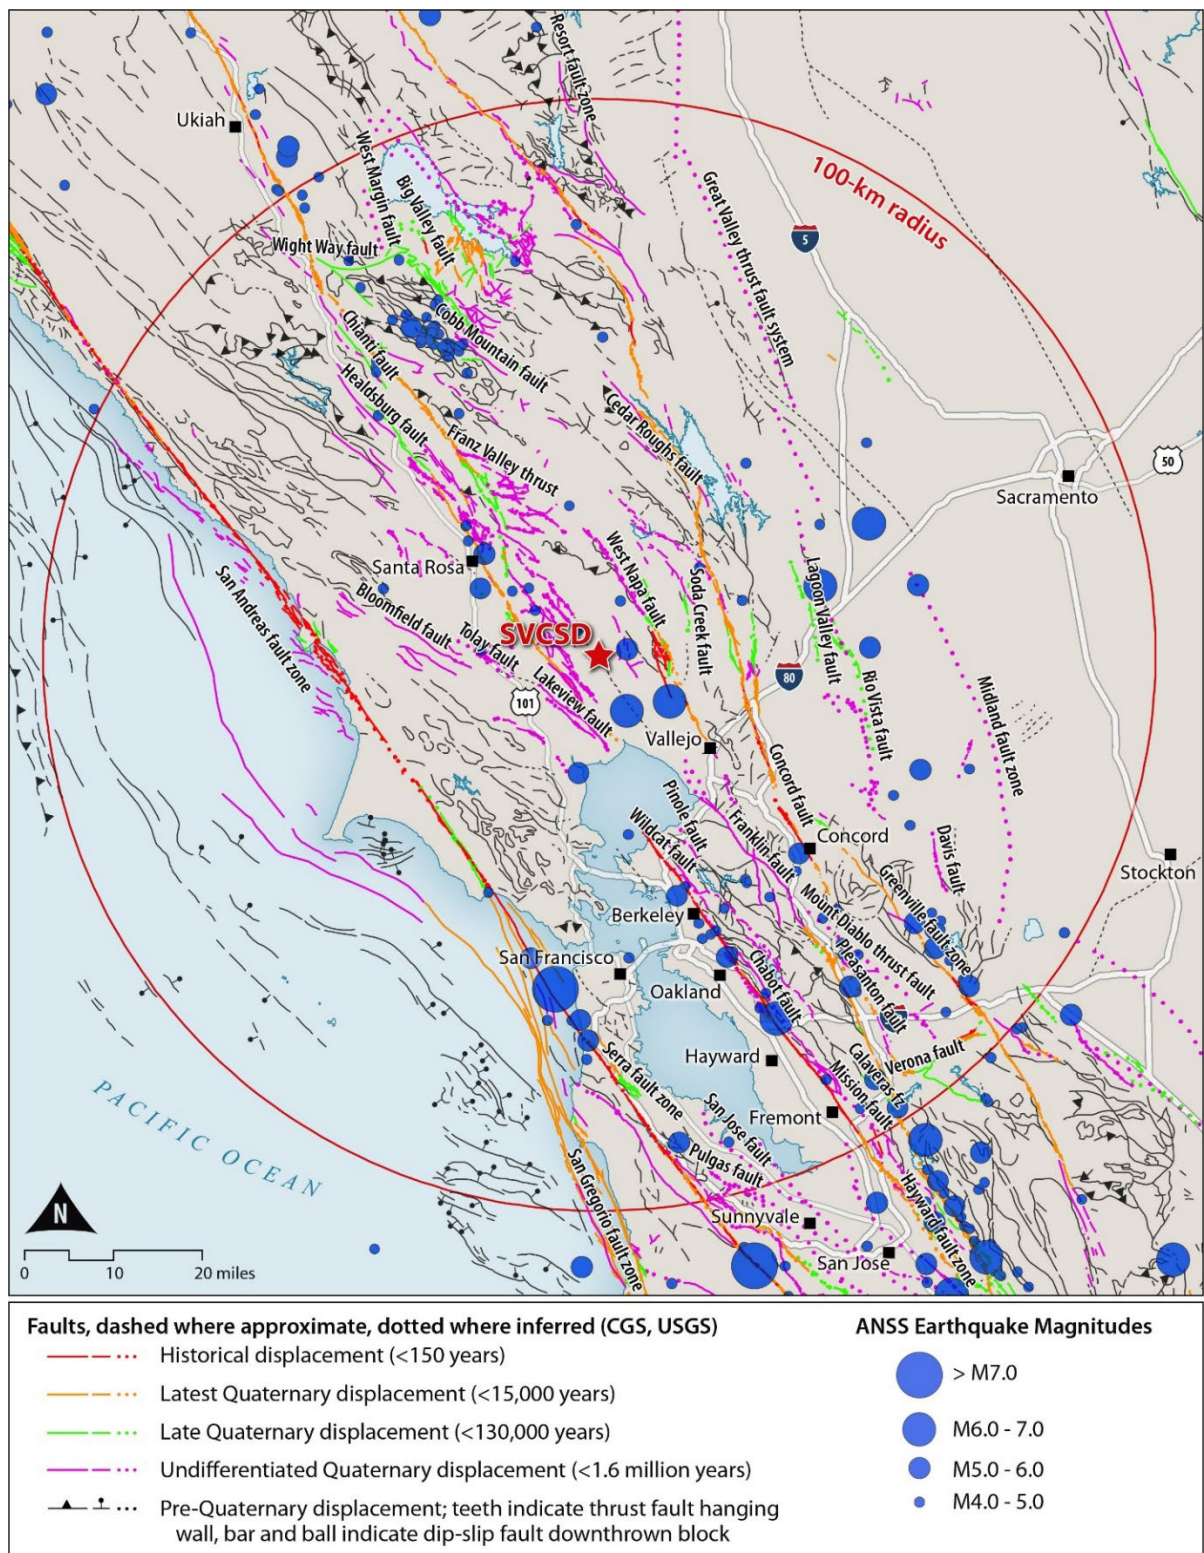 Resort fault zone
Ukiah
West Margin fault
Big Valley fault
Great Valley thrust fault system
100-km radius
5
Wight Way fault
Chianti fault
Cobb Mountain fault
Healdsburg fault
Franz Valley thrust
Cedar Roughs fault
50
Sacramento
Santa Rosa
West Napa fault
Soda Creek fault
Lagoon Valley fault
San Andreas fault zone
Bloomfield fault
Tolay fault
SVCSD
Lakeview fault
101
80
Rio Vista fault
Midland fault zone
Vallejo
Concord fault
Pinole fault
Wildcat fault
Franklin fault
Concord
Davis fault
Stockton
Greenville fault zone
Berkeley
Mount Diablo thrust fault
Pleasanton fault
San Francisco
Oakland
Chabot fault
Hayward
Serra fault zone
Calaveras fz
Verona fault
Mission fault
San Jose fault
Fremont
PACIFIC OCEAN
Pulgas fault
San Gregorio fault zone
Hayward fault zone
Sunnyvale
San Jose
N
0 10 20 miles
Faults, dashed where approximate, dotted where inferred (CGS, USGS)
Historical displacement (<150 years)
Latest Quaternary displacement (<15,000 years)
Late Quaternary displacement (<130,000 years)
Undifferentiated Quaternary displacement (<1.6 million years)
Pre-Quaternary displacement; teeth indicate thrust fault hanging
wall, bar and ball indicate dip-slip fault downthrown block
ANSS Earthquake Magnitudes
> M7.0
M6.0 - 7.0
M5.0 - 6.0
M4.0 - 5.0